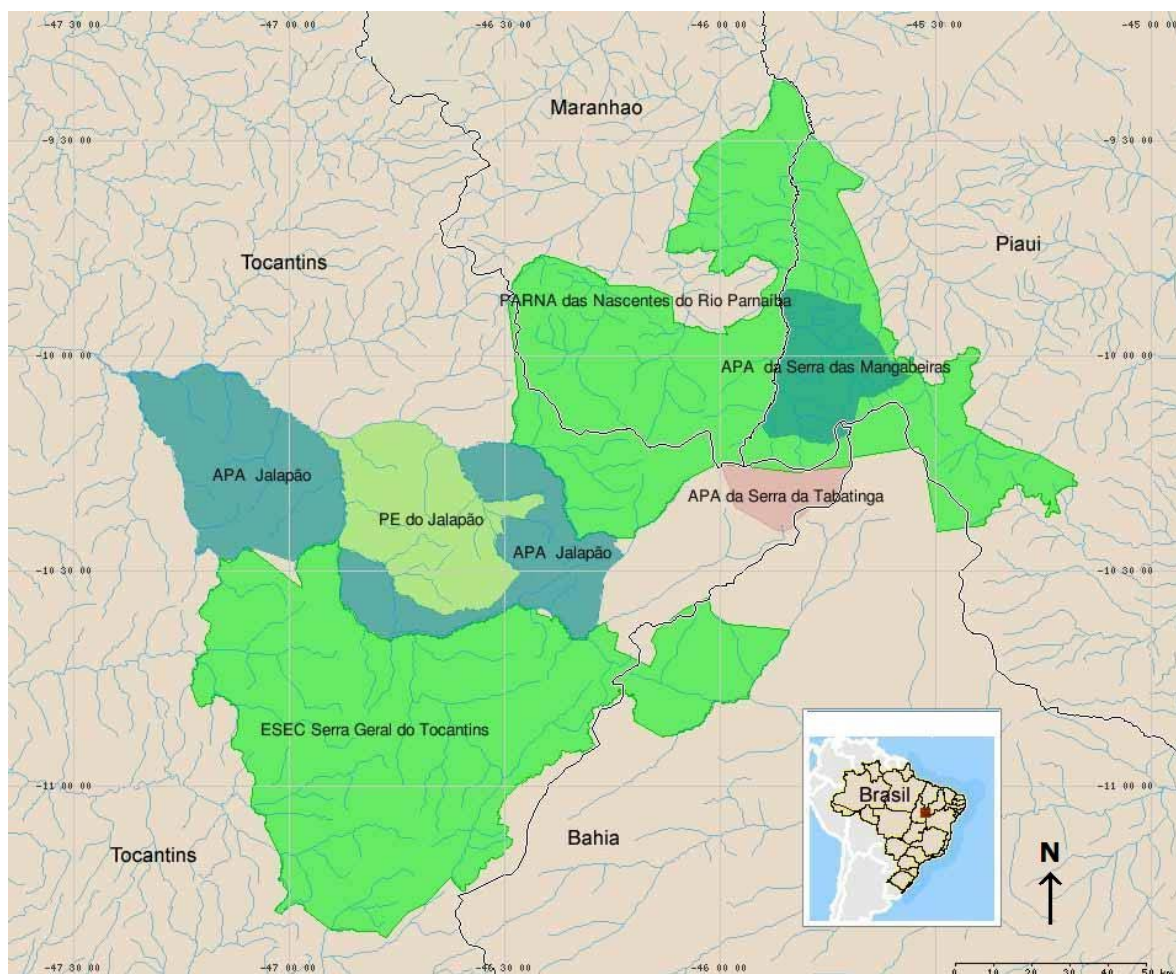 -47 30 00 -47 00 00 -46 30 00 -46 00 00 -45 30 00 -45 00 00
Maranhao
-9 30 00 -9 30 00
Piaui
Tocantins
PARNA das Nascentes do Rio Parnaíba
-10 00 00 -10 00 00
APA da Serra das Mangabeiras
APA Jalapão
APA da Serra da Tabatinga
PE do Jalapão
APA Jalapão
-10 30 00 -10 30 00
ESEC Serra Geral do Tocantins
-11 00 00 -11 00 00
Brasil
Bahia
Tocantins
N
-47 30 00 -47 00 00 -46 30 00 -46 00 00
0 10 20 30 40 50